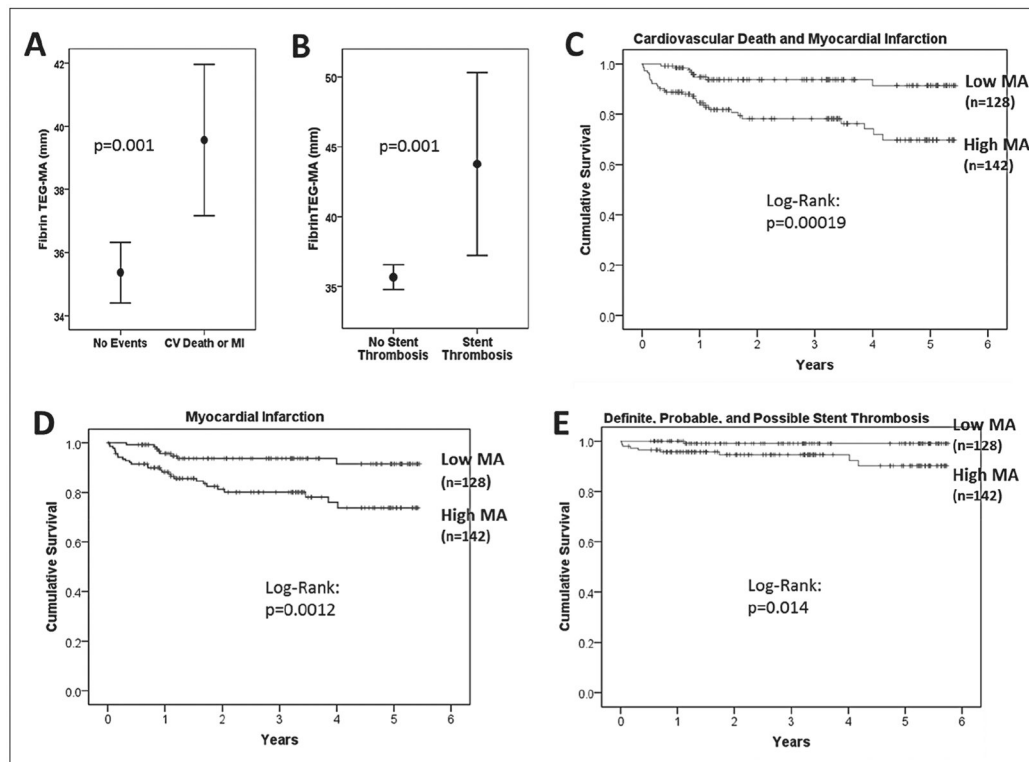 A
Fibrin TEG-MA (mm)
42
40
38
36
34
p=0.001
No Events
CV Death or MI
B
FibrinTEG-MA (mm)
50
45
40
35
p=0.001
No Stent
Thrombosis
Stent
Thrombosis
C
Cardiovascular Death and Myocardial Infarction
Cumulative Survival
1.0
0.8
0.6
0.4
0.2
0.0
Low MA
(n=128)
High MA
(n=142)
Log-Rank:
p=0.00019
0 1 2 3 4 5 6
Years
D
Myocardial Infarction
Cumulative Survival
1.0
0.8
0.6
0.4
0.2
0.0
Low MA
(n=128)
High MA
(n=142)
Log-Rank:
p=0.0012
0 1 2 3 4 5 6
Years
E
Definite, Probable, and Possible Stent Thrombosis
Cumulative Survival
1.0
0.8
0.6
0.4
0.2
0.0
Low MA
(n=128)
High MA
(n=142)
Log-Rank:
p=0.014
0 1 2 3 4 5 6
Years